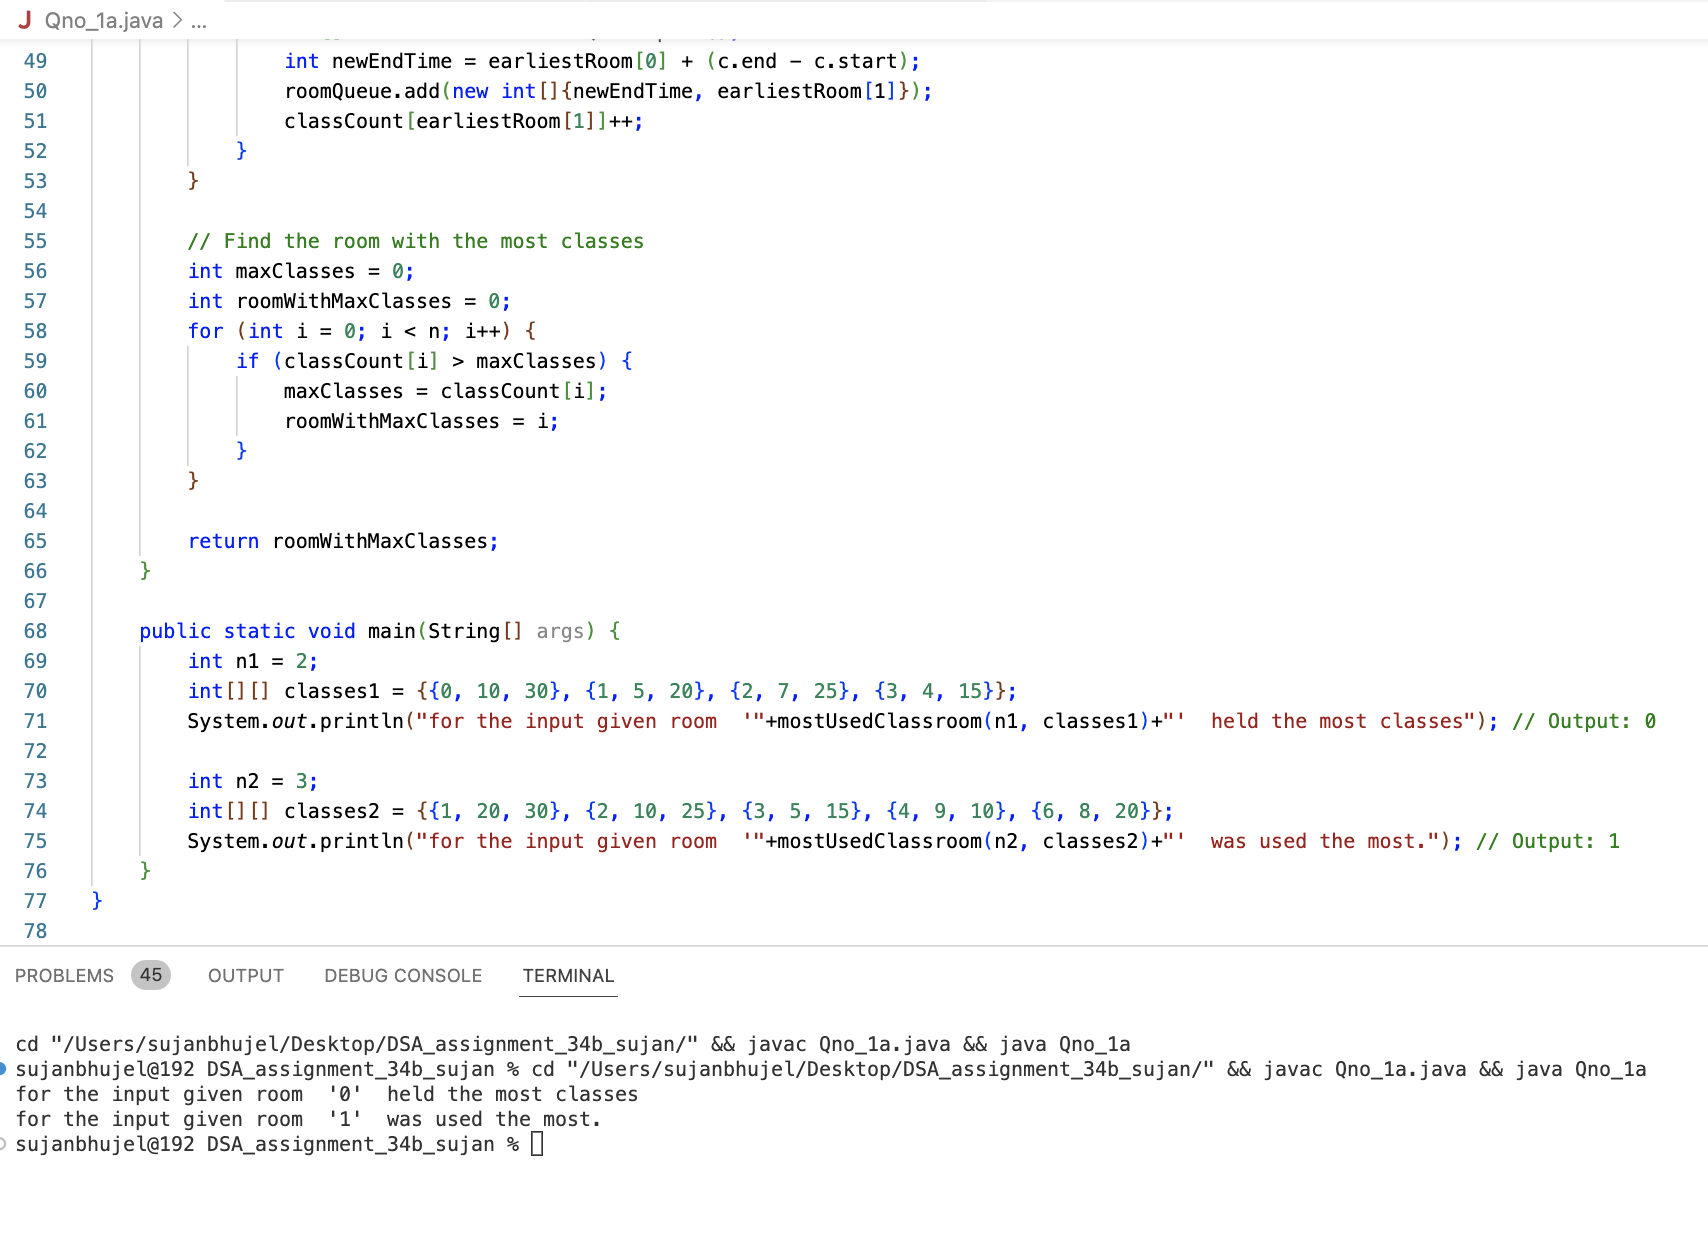 Qno_1a.java > ...
49 int newEndTime = earliestRoom[0] + (c.end - c.start);
50 roomQueue.add(new int[]{newEndTime, earliestRoom[1]});
51 classCount[earliestRoom[1]]++;
52 }
53 }
54
55 // Find the room with the most classes
56 int maxClasses = 0;
57 int roomWithMaxClasses = 0;
58 for (int i = 0; i < n; i++) {
59 if (classCount[i] > maxClasses) {
60 maxClasses = classCount[i];
61 roomWithMaxClasses = i;
62 }
63 }
64
65 return roomWithMaxClasses;
66 }
67
68 public static void main(String[] args) {
69 int n1 = 2;
70 int[][] classes1 = {{0, 10, 30}, {1, 5, 20}, {2, 7, 25}, {3, 4, 15}};
71 System.out.println("for the input given room  '"+mostUsedClassroom(n1, classes1)+"'  held the most classes"); // Output: 0
72
73 int n2 = 3;
74 int[][] classes2 = {{1, 20, 30}, {2, 10, 25}, {3, 5, 15}, {4, 9, 10}, {6, 8, 20}};
75 System.out.println("for the input given room  '"+mostUsedClassroom(n2, classes2)+"'  was used the most."); // Output: 1
76 }
77 }
78
PROBLEMS 45 OUTPUT DEBUG CONSOLE TERMINAL
cd "/Users/sujanbhujel/Desktop/DSA_assignment_34b_sujan/" && javac Qno_1a.java && java Qno_1a
sujanbhujel@192 DSA_assignment_34b_sujan % cd "/Users/sujanbhujel/Desktop/DSA_assignment_34b_sujan/" && javac Qno_1a.java && java Qno_1a
for the input given room  '0'  held the most classes
for the input given room  '1'  was used the most.
sujanbhujel@192 DSA_assignment_34b_sujan %